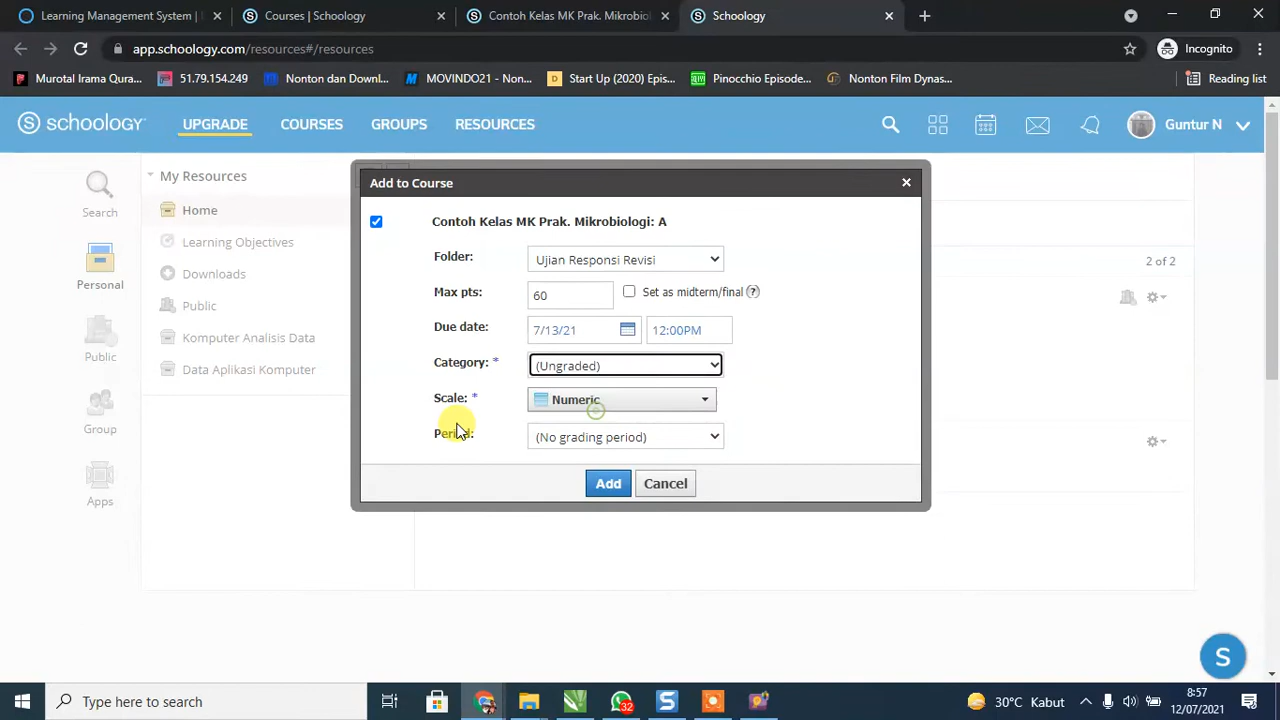 Learning Management System |
Courses | Schoology
Contoh Kelas MK Prak. Mikrobiol
Schoology
app.schoology.com/resources#/resources
Incognito
Murotal Irama Qura...
51.79.154.249
Nonton dan Downl...
MOVINDO21 - Non...
Start Up (2020) Epis...
Pinocchio Episode...
Nonton Film Dynas...
Reading list
S schoology
UPGRADE
COURSES
GROUPS
RESOURCES
Guntur N
Search
Personal
Public
Group
Apps
My Resources
Home
Learning Objectives
Downloads
Public
Komputer Analisis Data
Data Aplikasi Komputer
2 of 2
Add to Course
Contoh Kelas MK Prak. Mikrobiologi: A
Folder: Ujian Responsi Revisi
Max pts: 60 Set as midterm/final ?
Due date: 7/13/21 12:00PM
Category: * (Ungraded)
Scale: * Numeric
Period: (No grading period)
Add Cancel
S
Type here to search
32
30°C Kabut
8:57
12/07/2021